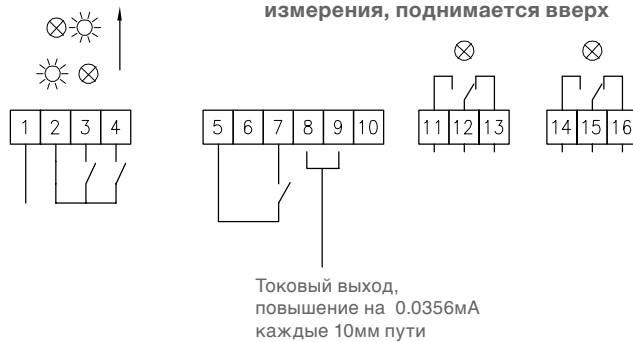 измерения, поднимается вверх
1 2 3 4 5 6 7 8 9 10 11 12 13 14 15 16
Токовый выход,
повышение на 0.0356мА
каждые 10мм пути